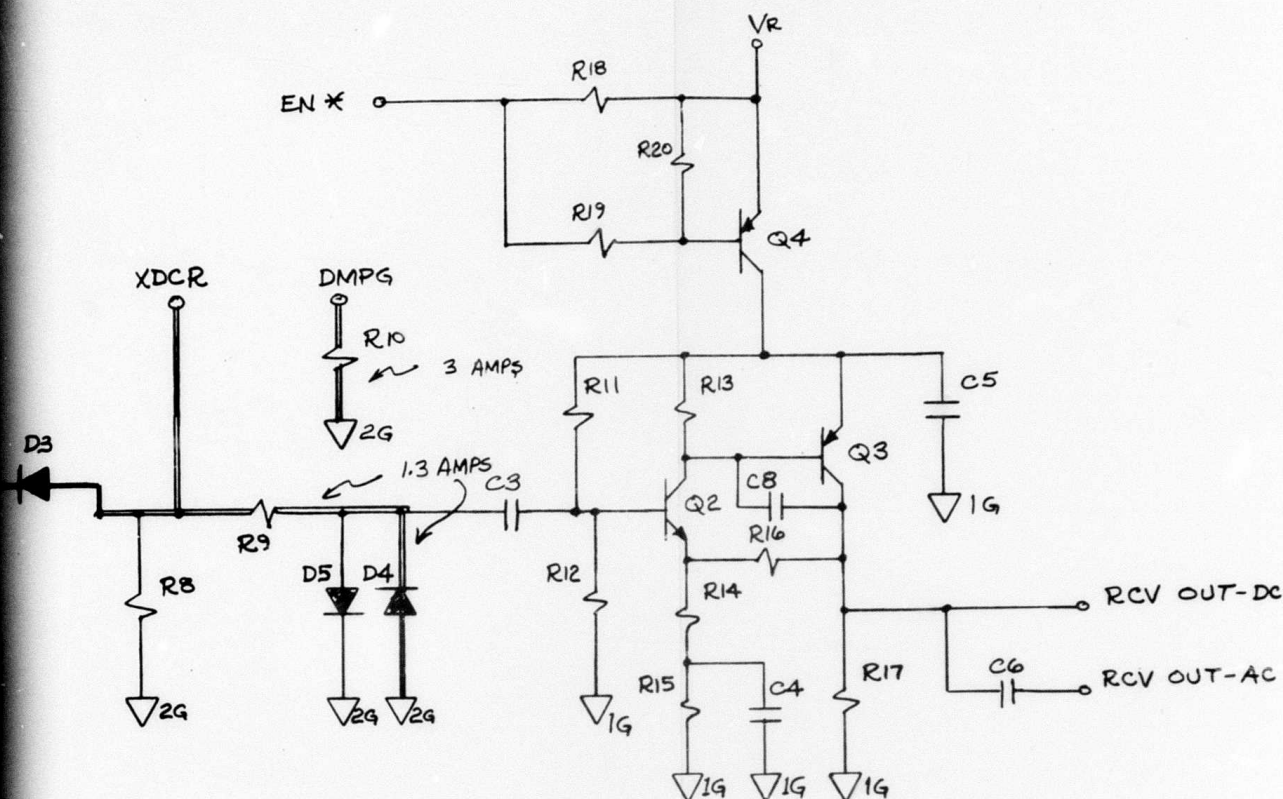 VR
R18
EN *
R20
R19
Q4
XDCR
DMPG
R10
3 AMPS
2G
R11
R13
C5
D3
1.3 AMPS
C3
Q3
Q2
C8
1G
R9
R16
R8
D5
D4
R12
R14
RCV OUT-DC
R15
C4
R17
C6
RCV OUT-AC
2G
2G
2G
1G
1G
1G
1G